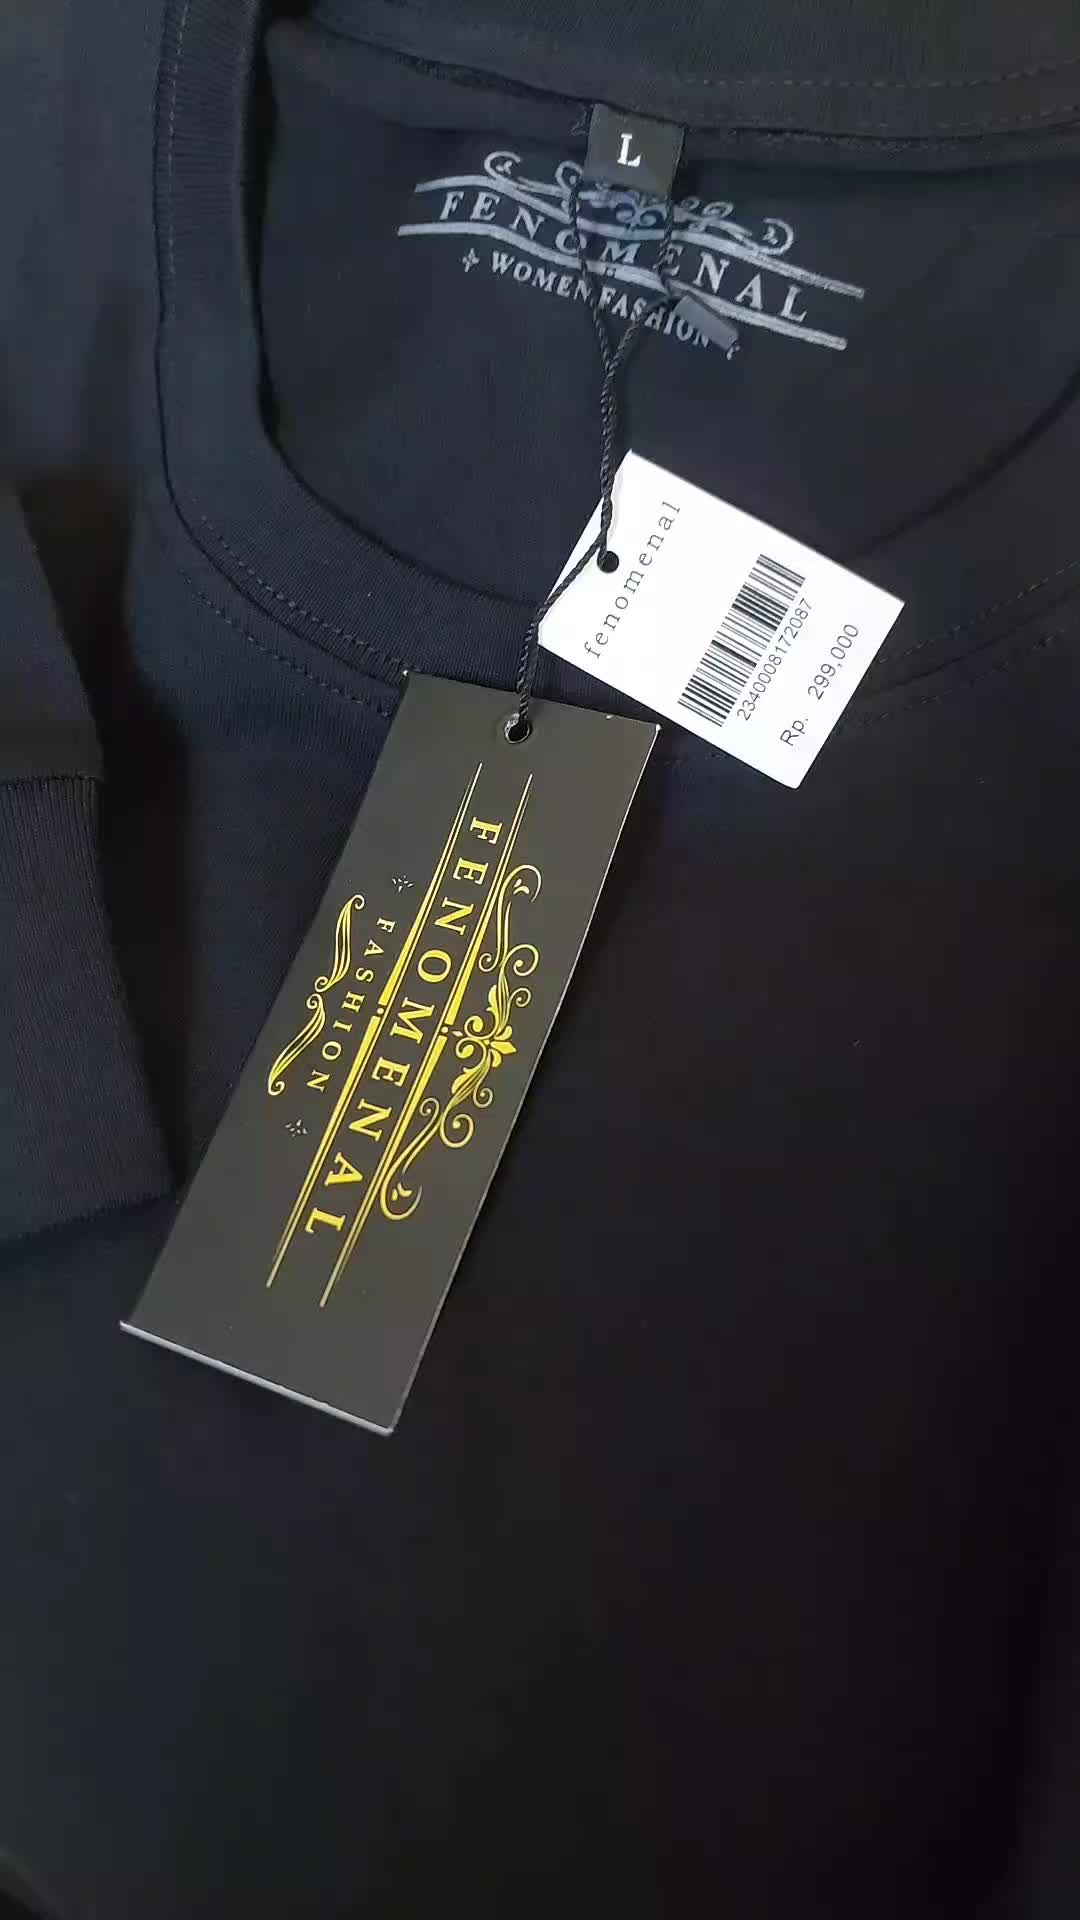 L
FENOMENAL
WOMEN FASHION
fenomenal
2340008172087
Rp. 299,000
FENOMENAL
FASHION